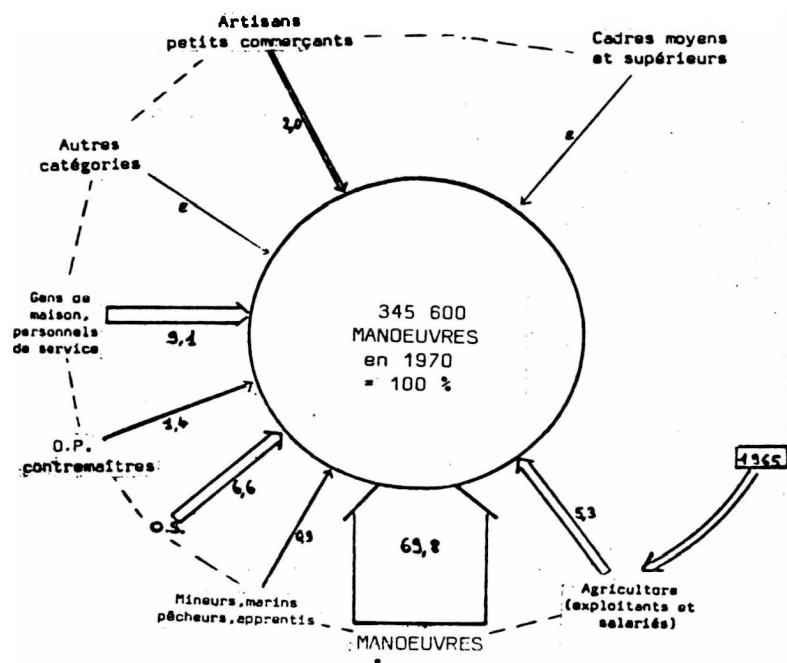 Artisans
petits commerçants
Cadres moyens
et supérieurs
2,0
ε
Autres
catégories
ε
Gens de
maison,
personnels
de service
9,1
345 600
MANOEUVRES
en 1970
= 100 %
1,4
O.P.
contremaîtres
6,6
O.S.
0,9
69,8
5,3
1965
Mineurs, marins
pêcheurs, apprentis
MANOEUVRES
Agriculture
(exploitants et
salariés)